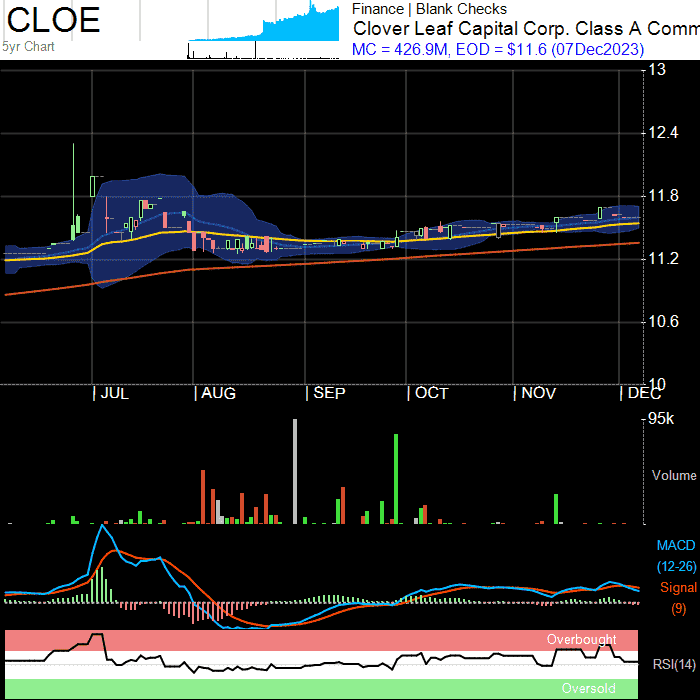 CLOE
5yr Chart
Finance | Blank Checks
Clover Leaf Capital Corp. Class A Comm
MC = 426.9M, EOD = $11.6 (07Dec2023)
13
12.4
11.8
11.2
10.6
10
| JUL
| AUG
| SEP
| OCT
| NOV
| DEC
95k
Volume
MACD
(12-26)
Signal
(9)
Overbought
RSI(14)
Oversold